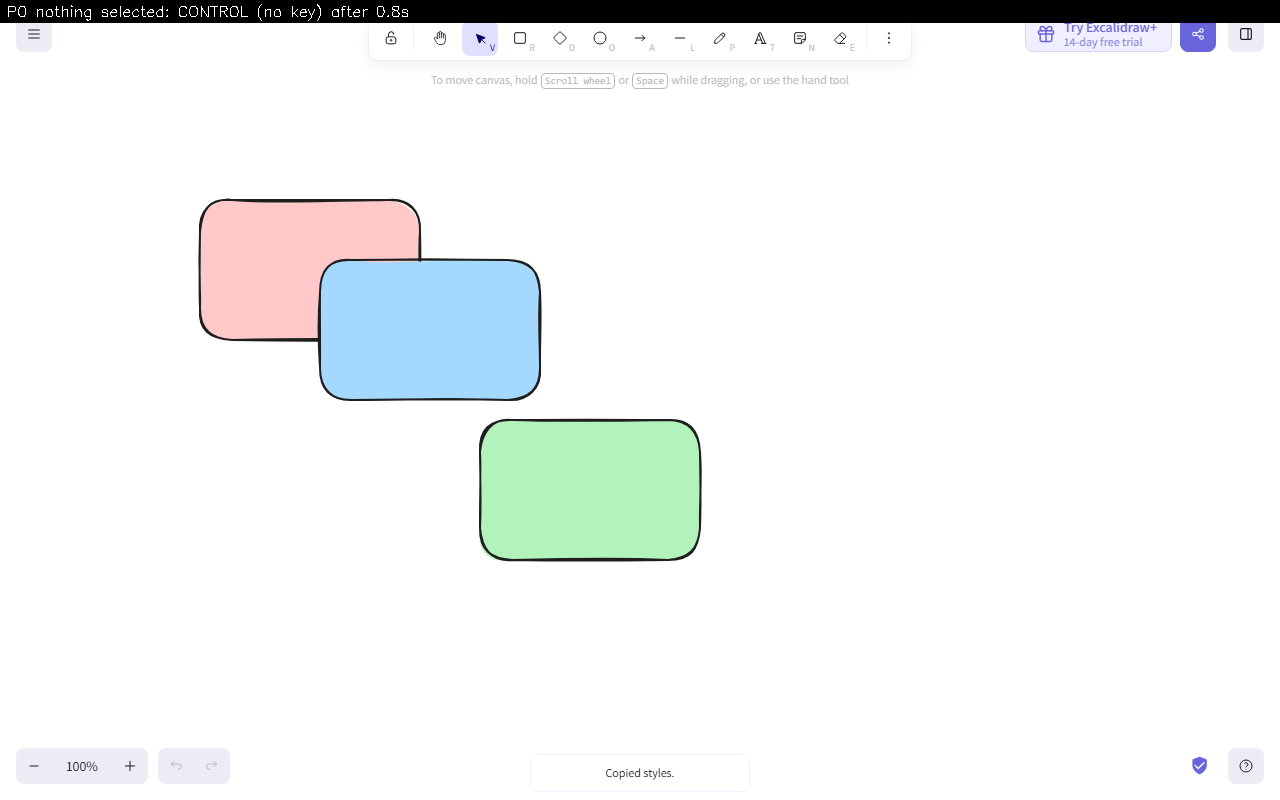 P0 nothing selected: CONTROL (no key) after 0.8s
V R D O A L P T N E
Try Excalidraw+
14-day free trial
To move canvas, hold Scroll wheel or Space while dragging, or use the hand tool
100%
Copied styles.